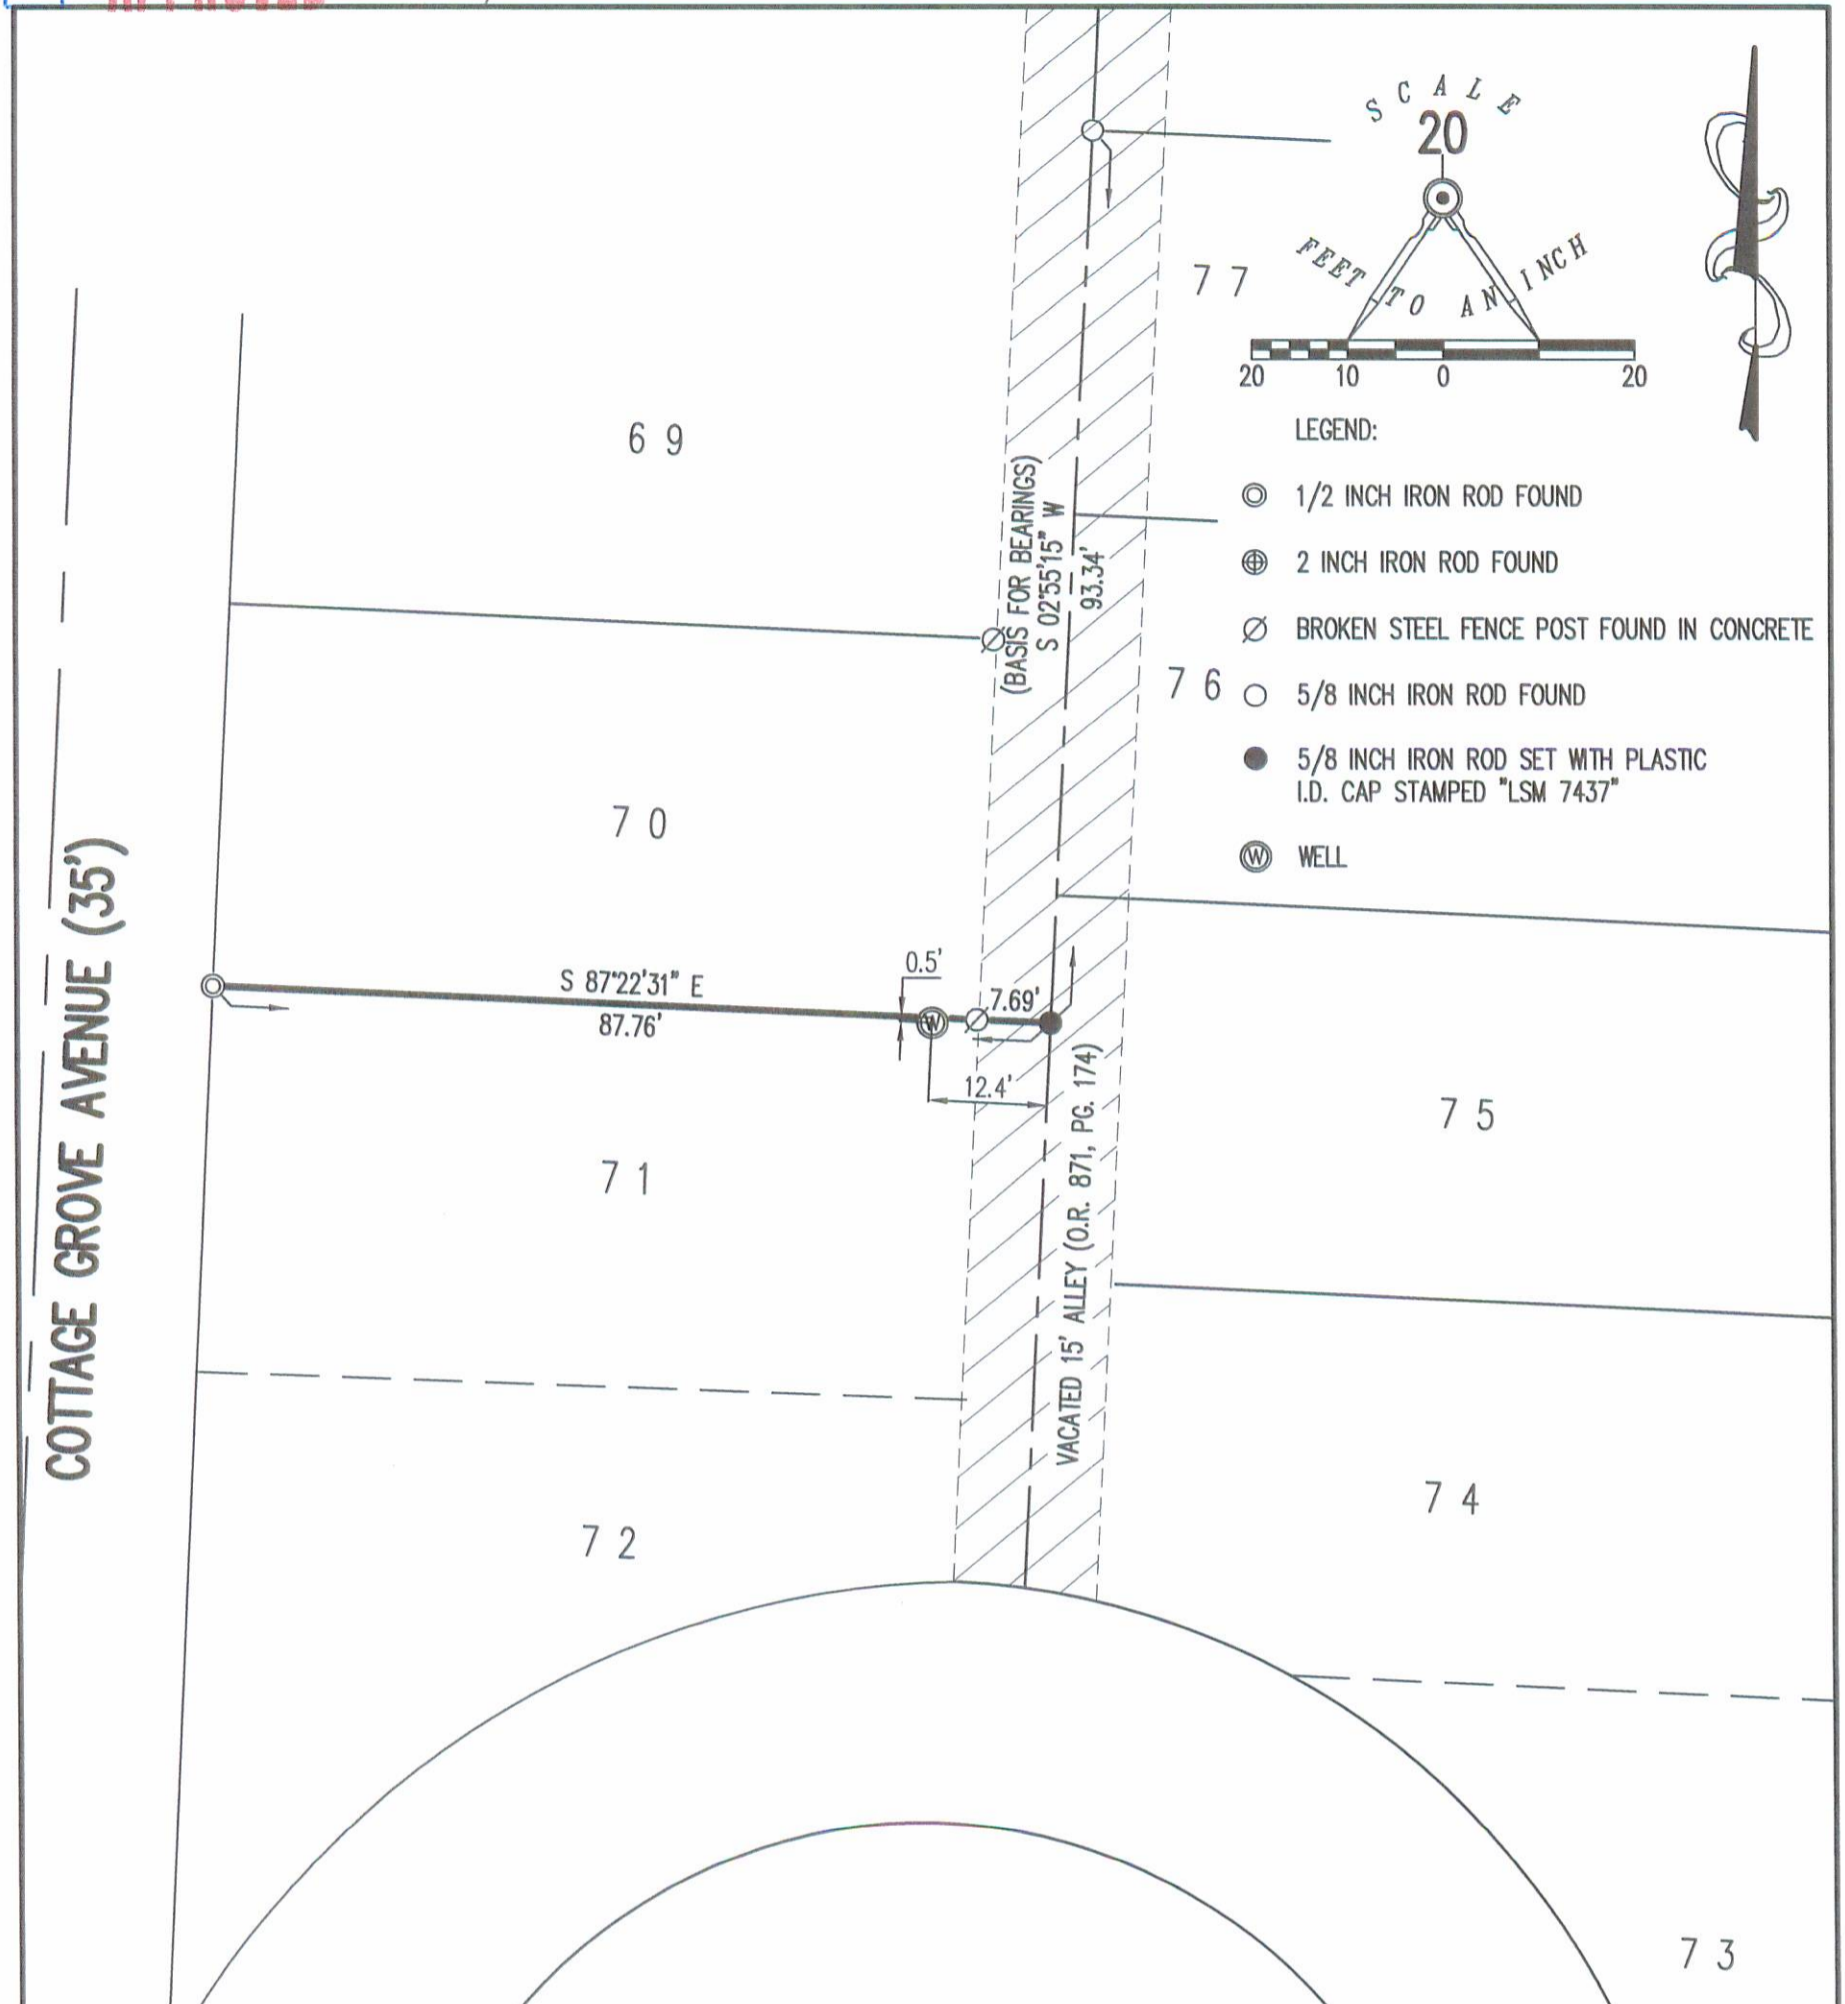 SCALE
20
FEET TO AN INCH
20 10 0 20
LEGEND:
1/2 INCH IRON ROD FOUND
2 INCH IRON ROD FOUND
BROKEN STEEL FENCE POST FOUND IN CONCRETE
5/8 INCH IRON ROD FOUND
5/8 INCH IRON ROD SET WITH PLASTIC
I.D. CAP STAMPED "LSM 7437"
W WELL
77
69
(BASIS FOR BEARINGS)
S 02°55'15" W
93.34'
76
70
COTTAGE GROVE AVENUE (35')
S 87°22'31" E
87.76'
0.5'
W
7.69'
12.4'
VACATED 15' ALLEY (O.R. 871, PG. 174)
75
71
74
72
73